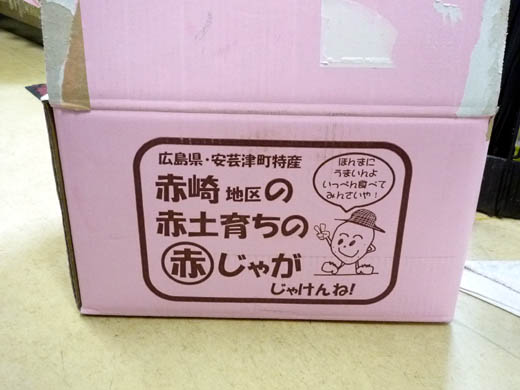 広島県・安芸津町特産
赤崎地区の
赤土育ちの
赤じゃが
じゃけんね!
ほんまに
うまいんよ
いっぺん食べて
みんさいや!